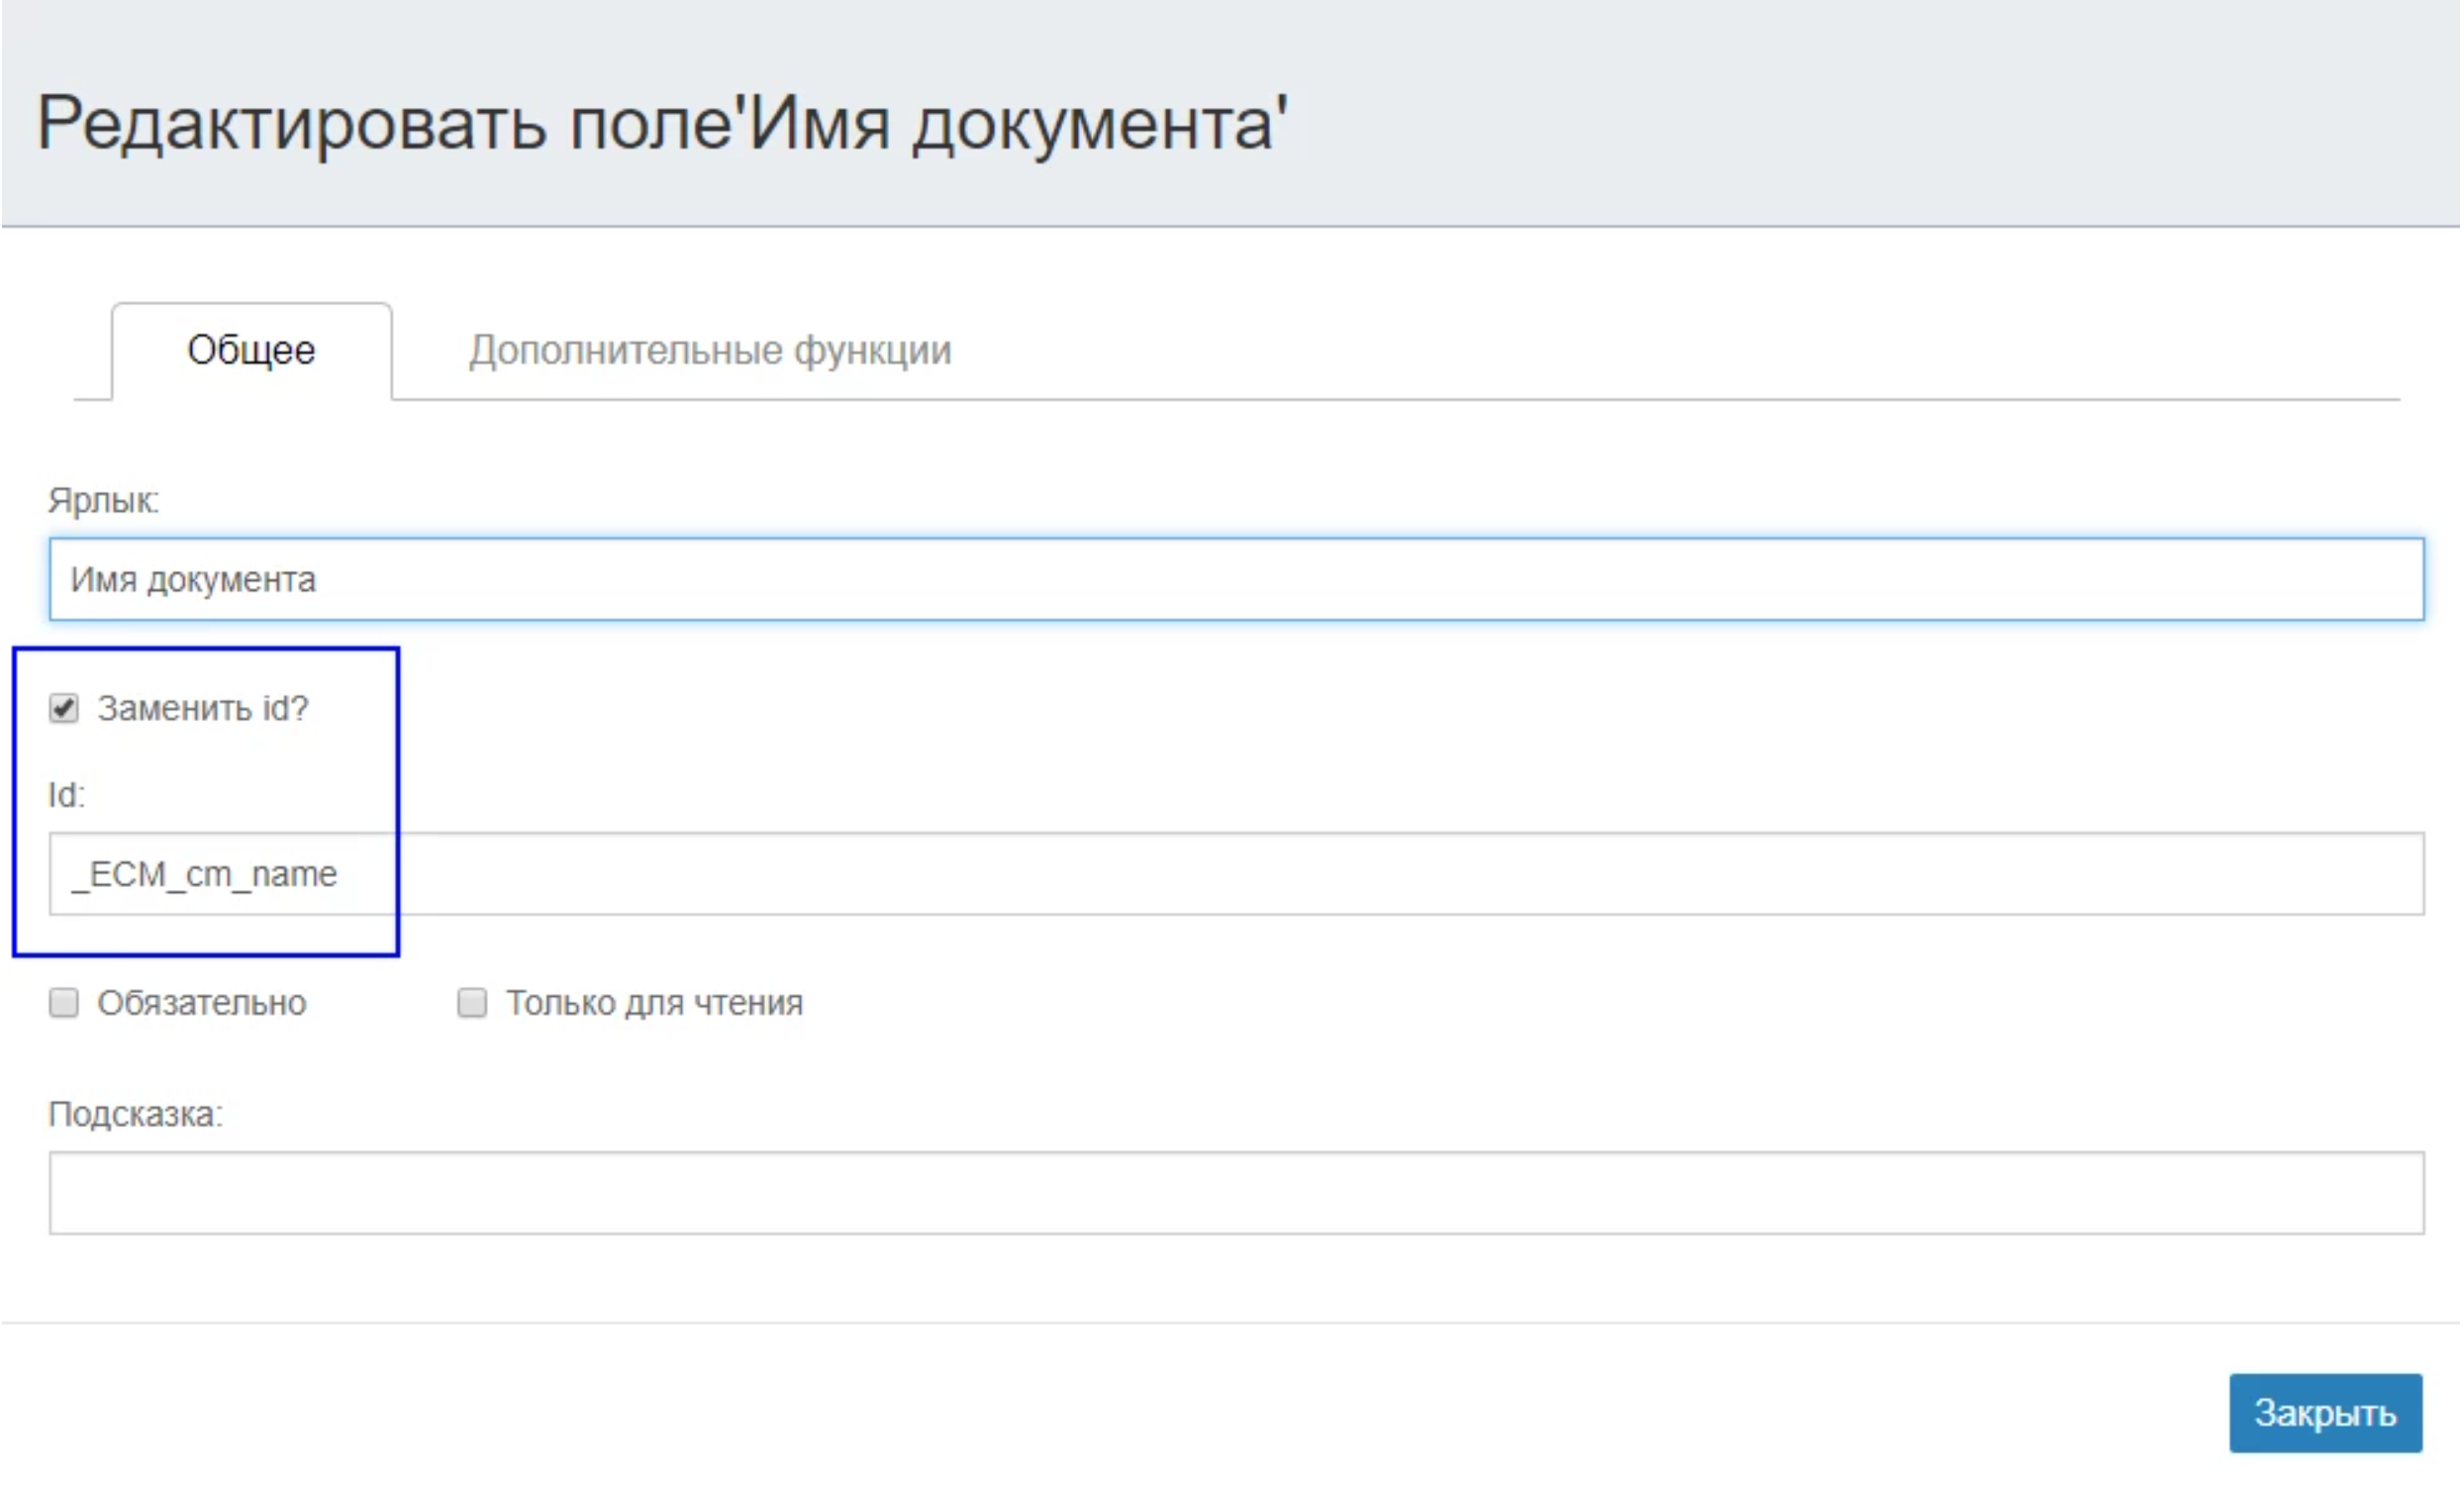 Редактировать поле'Имя документа'
Общее Дополнительные функции
Ярлык:
Имя документа
Заменить id?
Id:
_ECM_cm_name
Обязательно Только для чтения
Подсказка:
Закрыть